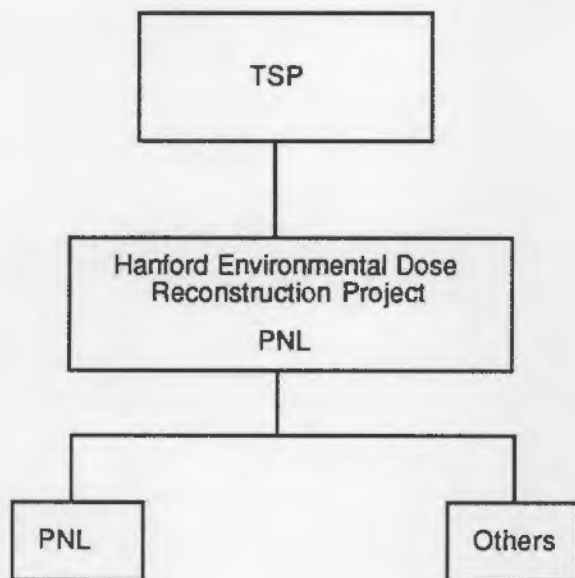 TSP
Hanford Environmental Dose
Reconstruction Project
PNL
PNL
Others